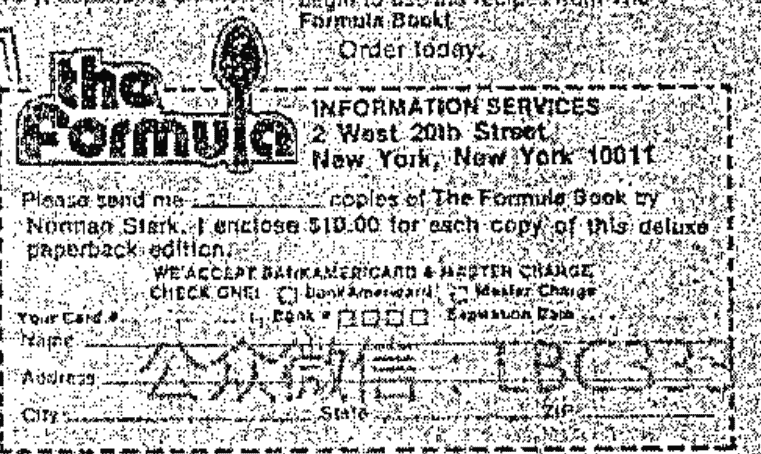 Formula Book!
Order today.
the
Formula
INFORMATION SERVICES
2 West 20th Street
New York, New York 10011
Please send me copies of The Formula Book by
Norman Stark. I enclose $10.00 for each copy of this deluxe
paperback edition.
WE ACCEPT BANKAMERICARD & MASTER CHARGE
CHECK ONE: BankAmericard Master Charge
Your Card # Bank # Expiration Date
Name
Address
公众微信 LBC533
City State ZIP